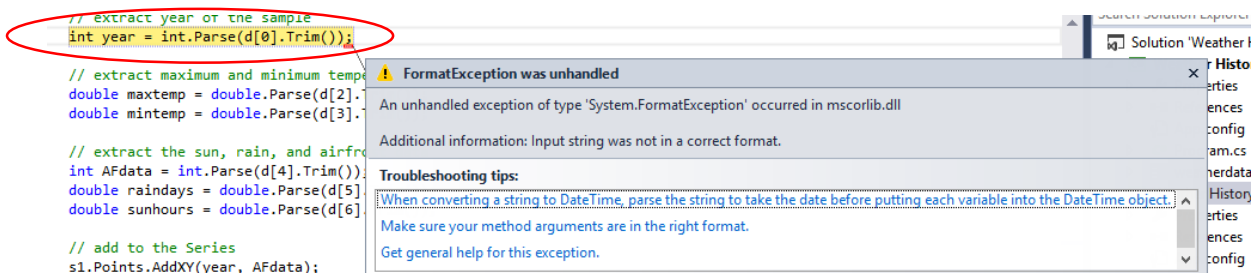 // extract year of the sample
int year = int.Parse(d[0].Trim());
// extract maximum and minimum tempe
double maxtemp = double.Parse(d[2].T
double mintemp = double.Parse(d[3].T
// extract the sun, rain, and airfro
int AFdata = int.Parse(d[4].Trim());
double raindays = double.Parse(d[5].
double sunhours = double.Parse(d[6].
// add to the Series
s1.Points.AddXY(year, AFdata);
FormatException was unhandled
An unhandled exception of type 'System.FormatException' occurred in mscorlib.dll
Additional information: Input string was not in a correct format.
Troubleshooting tips:
When converting a string to DateTime, parse the string to take the date before putting each variable into the DateTime object.
Make sure your method arguments are in the right format.
Get general help for this exception.
Search Solution Explorer
Solution 'Weather H
r Histo
erties
ences
config
ram.cs
herdata
History
erties
ences
config